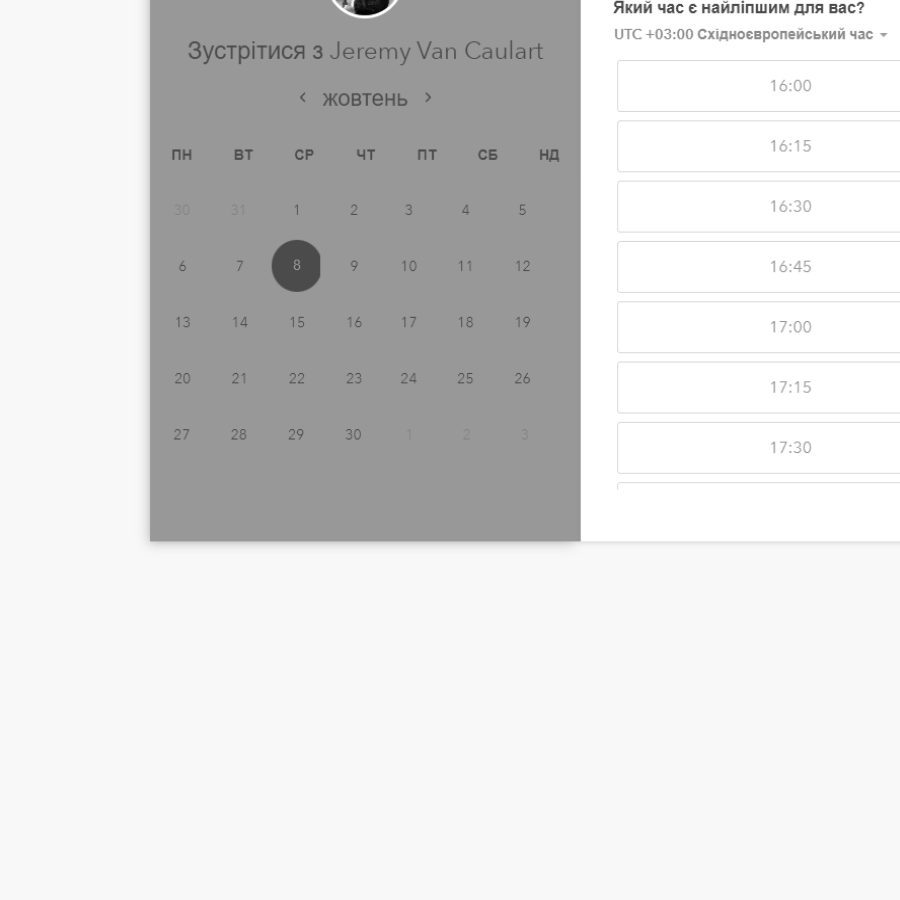 Зустрітися з Jeremy Van Caulart
жовтень
ПН ВТ СР ЧТ ПТ СБ НД
30 31 1 2 3 4 5
6 7 8 9 10 11 12
13 14 15 16 17 18 19
20 21 22 23 24 25 26
27 28 29 30 1 2 3
Який час є найліпшим для вас?
UTC +03:00 Східноєвропейський час
16:00
16:15
16:30
16:45
17:00
17:15
17:30